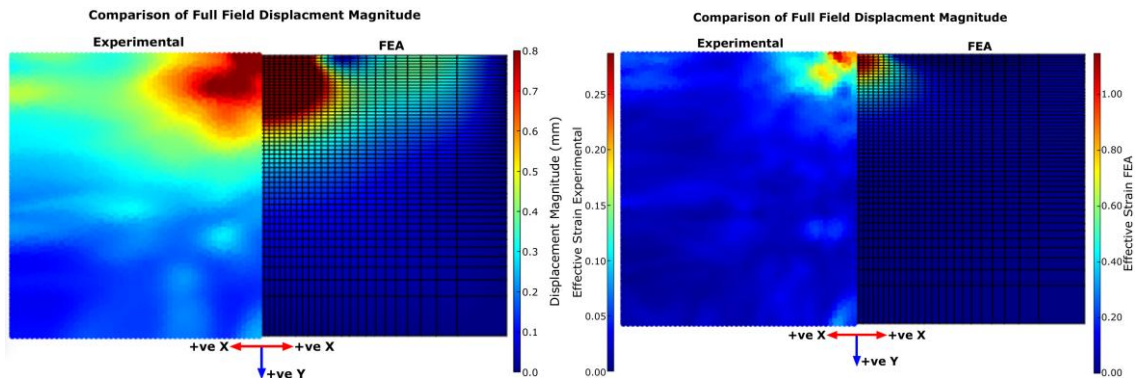 Comparison of Full Field Displacment Magnitude
Experimental
FEA
0.8
0.7
0.6
0.5
0.4
0.3
0.2
0.1
0.0
Displacement Magnitude (mm)
+ve X
+ve X
+ve Y
Comparison of Full Field Displacment Magnitude
Experimental
FEA
0.25
0.20
0.15
0.10
0.05
0.00
Effective Strain Experimental
1.00
0.80
0.60
0.40
0.20
0.00
Effective Strain FEA
+ve X
+ve X
+ve Y